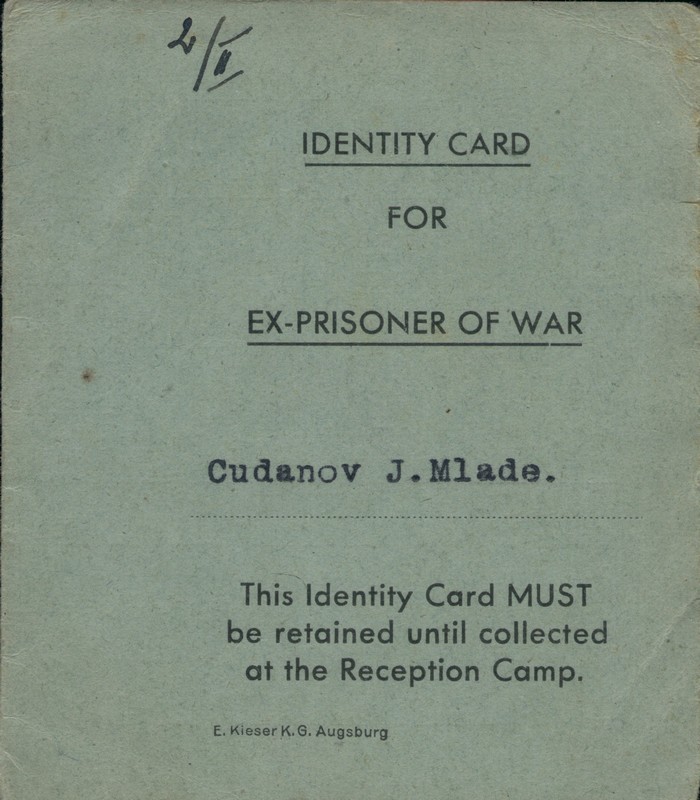 2/II
IDENTITY CARD
FOR
EX-PRISONER OF WAR
Cudanov J.Mlade.
This Identity Card MUST
be retained until collected
at the Reception Camp.
E. Kieser K.G. Augsburg